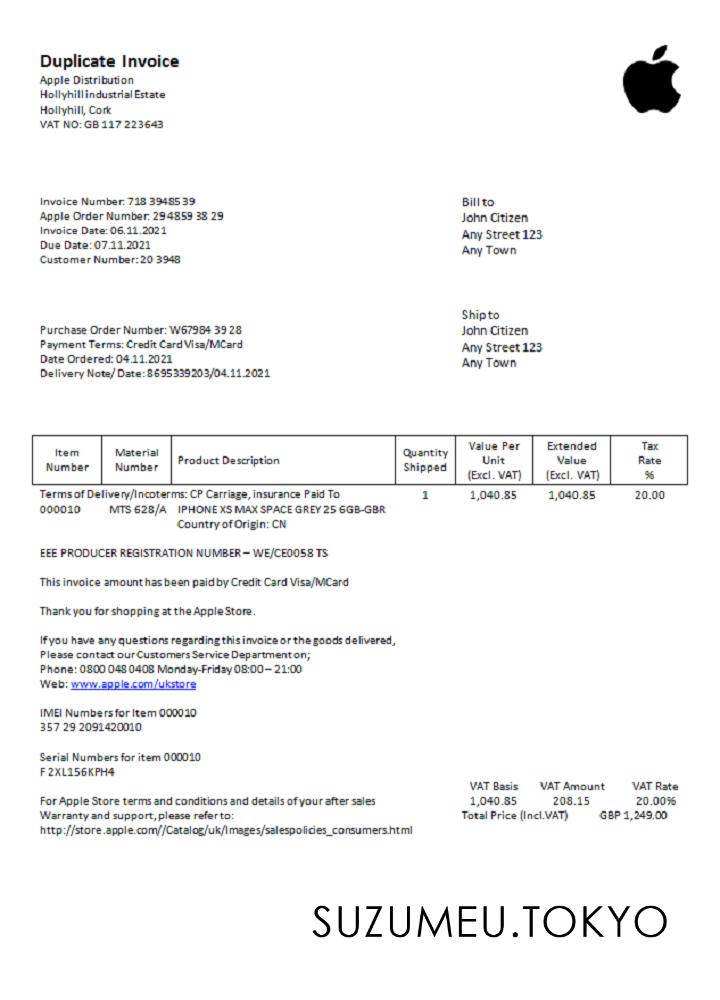 Duplicate Invoice
Apple Distribution
Hollyhill industrial Estate
Hollyhill, Cork
VAT NO: GB 117 223643
Invoice Number: 718 3948539
Apple Order Number: 294859 38 29
Invoice Date: 06.11.2021
Due Date: 07.11.2021
Customer Number: 20 3948
Bill to
John Citizen
Any Street 123
Any Town
Ship to
John Citizen
Any Street 123
Any Town
Purchase Order Number: W67984 39 28
Payment Terms: Credit Card Visa/MCard
Date Ordered: 04.11.2021
Delivery Note/ Date: 8695339203/04.11.2021
Item Number Material Number Product Description Quantity Shipped Value Per Unit (Excl. VAT) Extended Value (Excl. VAT) Tax Rate %
Terms of Delivery/Incoterms: CP Carriage, insurance Paid To 1 1,040.85 1,040.85 20.00
000010 MTS 628/A IPHONE XS MAX SPACE GREY 25 6GB-GBR
Country of Origin: CN
EEE PRODUCER REGISTRATION NUMBER – WE/CE0058 TS
This invoice amount has been paid by Credit Card Visa/MCard
Thank you for shopping at the Apple Store.
If you have any questions regarding this invoice or the goods delivered,
Please contact our Customers Service Department on;
Phone: 0800 048 0408 Monday-Friday 08:00 – 21:00
Web: www.apple.com/ukstore
IMEI Numbers for Item 000010
357 29 2091420010
Serial Numbers for item 000010
F 2XL156KPH4
VAT Basis VAT Amount VAT Rate
1,040.85 208.15 20.00%
Total Price (Incl.VAT) GBP 1,249.00
For Apple Store terms and conditions and details of your after sales
Warranty and support, please refer to:
http://store.apple.com//Catalog/uk/Images/salespolicies_consumers.html
SUZUMEU.TOKYO